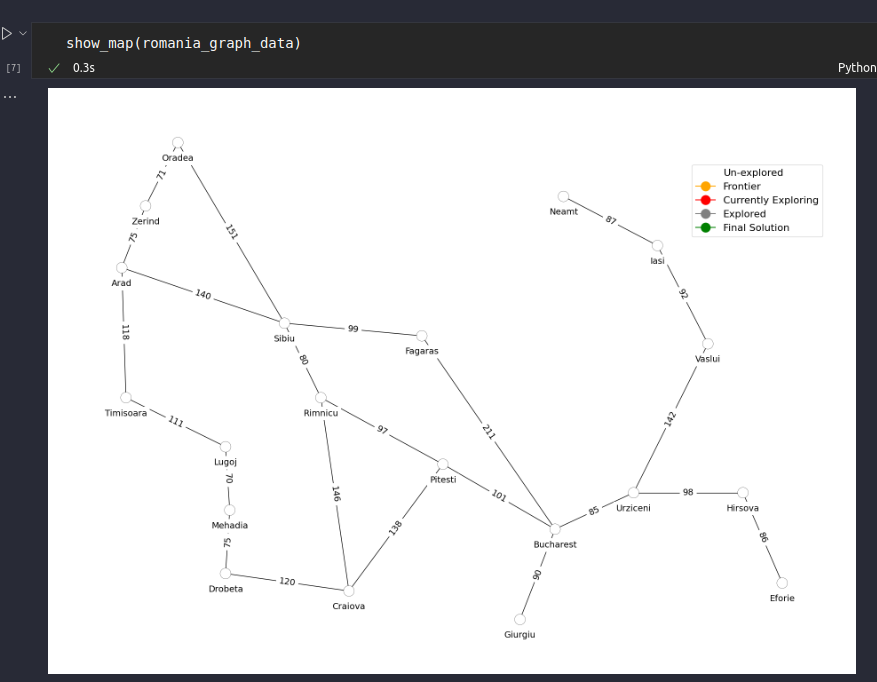 show_map(romania_graph_data)
[7]
0.3s
Python
...
Oradea
71
Zerind
75
151
Arad
140
118
Sibiu
99
Fagaras
80
Timisoara
111
Rimnicu
97
211
Lugoj
70
146
Pitesti
101
138
Mehadia
75
Drobeta
120
Craiova
Bucharest
85
90
Giurgiu
Neamt
87
Iasi
92
Vaslui
142
Urziceni
98
Hirsova
86
Eforie
Un-explored
Frontier
Currently Exploring
Explored
Final Solution